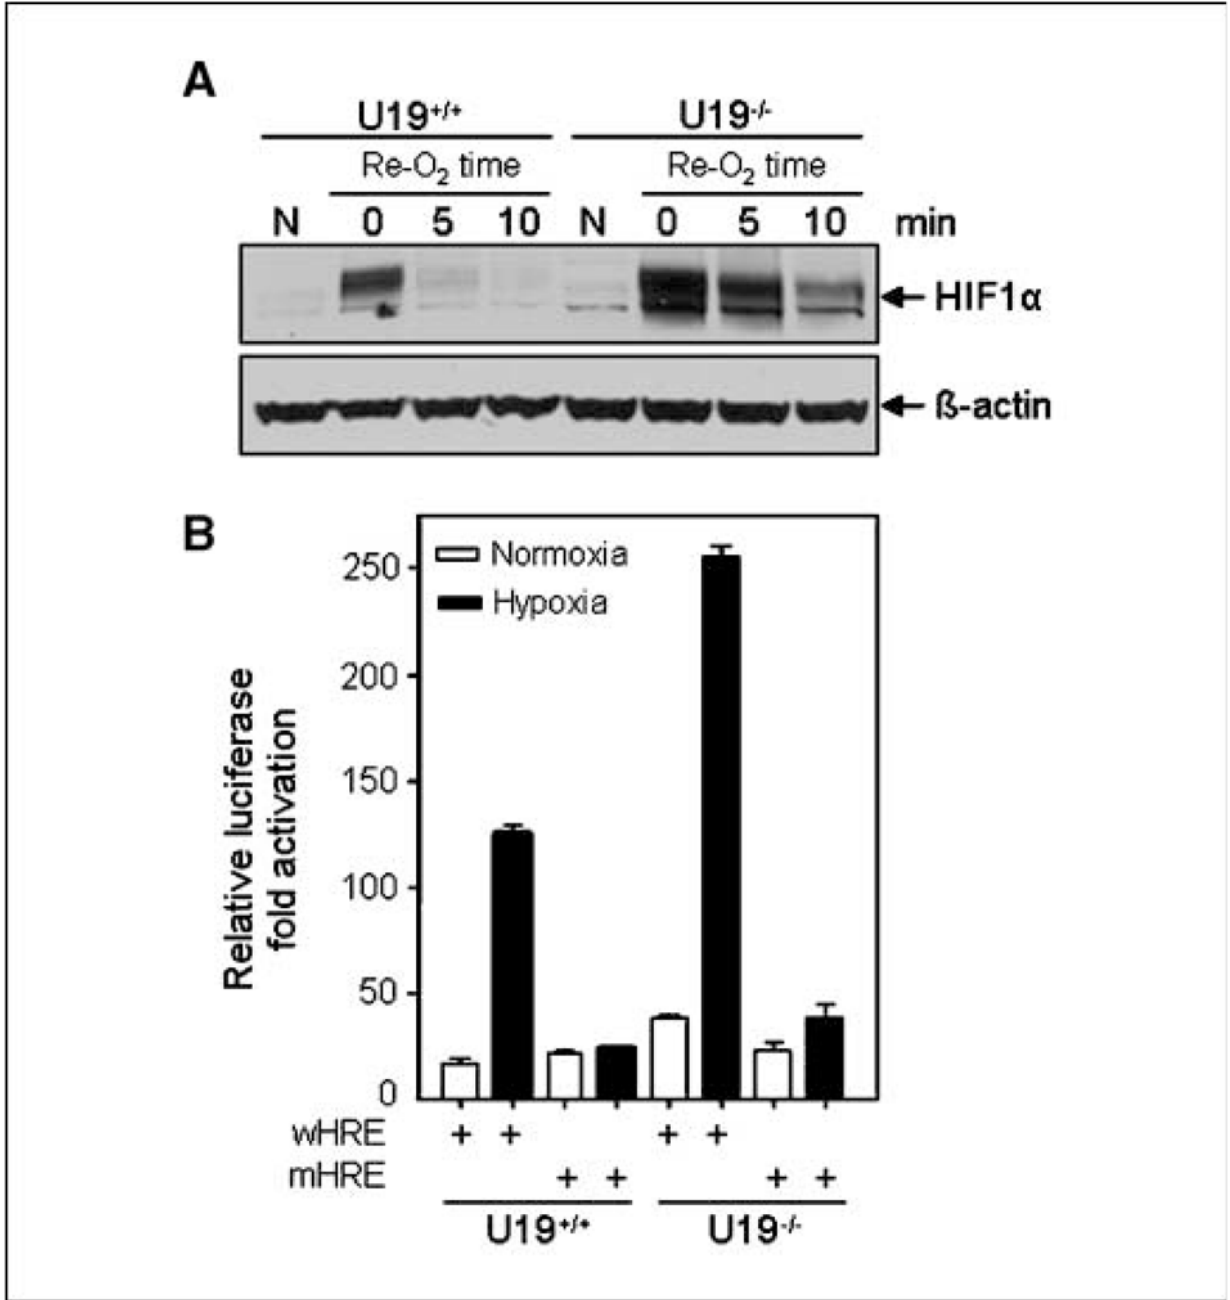 A
U19+/+ U19-/-
Re-O2 time Re-O2 time
N 0 5 10 N 0 5 10 min
HIF1α
ß-actin
B
Normoxia
Hypoxia
250
200
150
100
50
0
Relative luciferase
fold activation
wHRE + + + +
mHRE + + + +
U19+/+ U19-/-